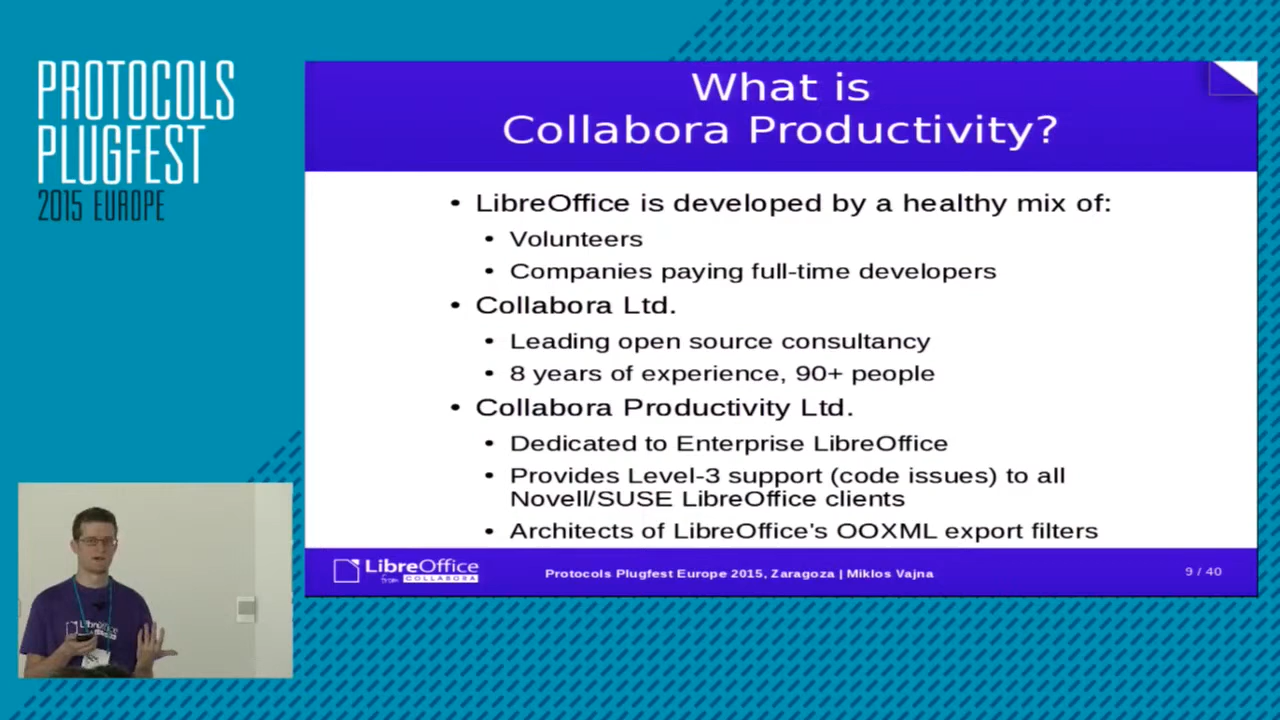 PROTOCOLS
PLUGFEST
2015 EUROPE
What is
Collabora Productivity?
• LibreOffice is developed by a healthy mix of:
• Volunteers
• Companies paying full-time developers
• Collabora Ltd.
• Leading open source consultancy
• 8 years of experience, 90+ people
• Collabora Productivity Ltd.
• Dedicated to Enterprise LibreOffice
• Provides Level-3 support (code issues) to all
Novell/SUSE LibreOffice clients
• Architects of LibreOffice's OOXML export filters
LibreOffice
from COLLABORA
Protocols Plugfest Europe 2015, Zaragoza | Miklos Vajna
9 / 40
LibreOffice